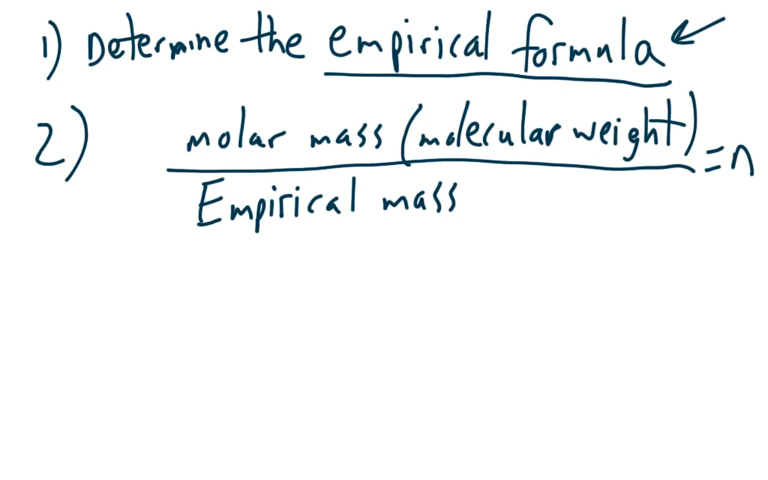 1) Determine the empirical formula
2) molar mass (molecular weight) = n
Empirical mass